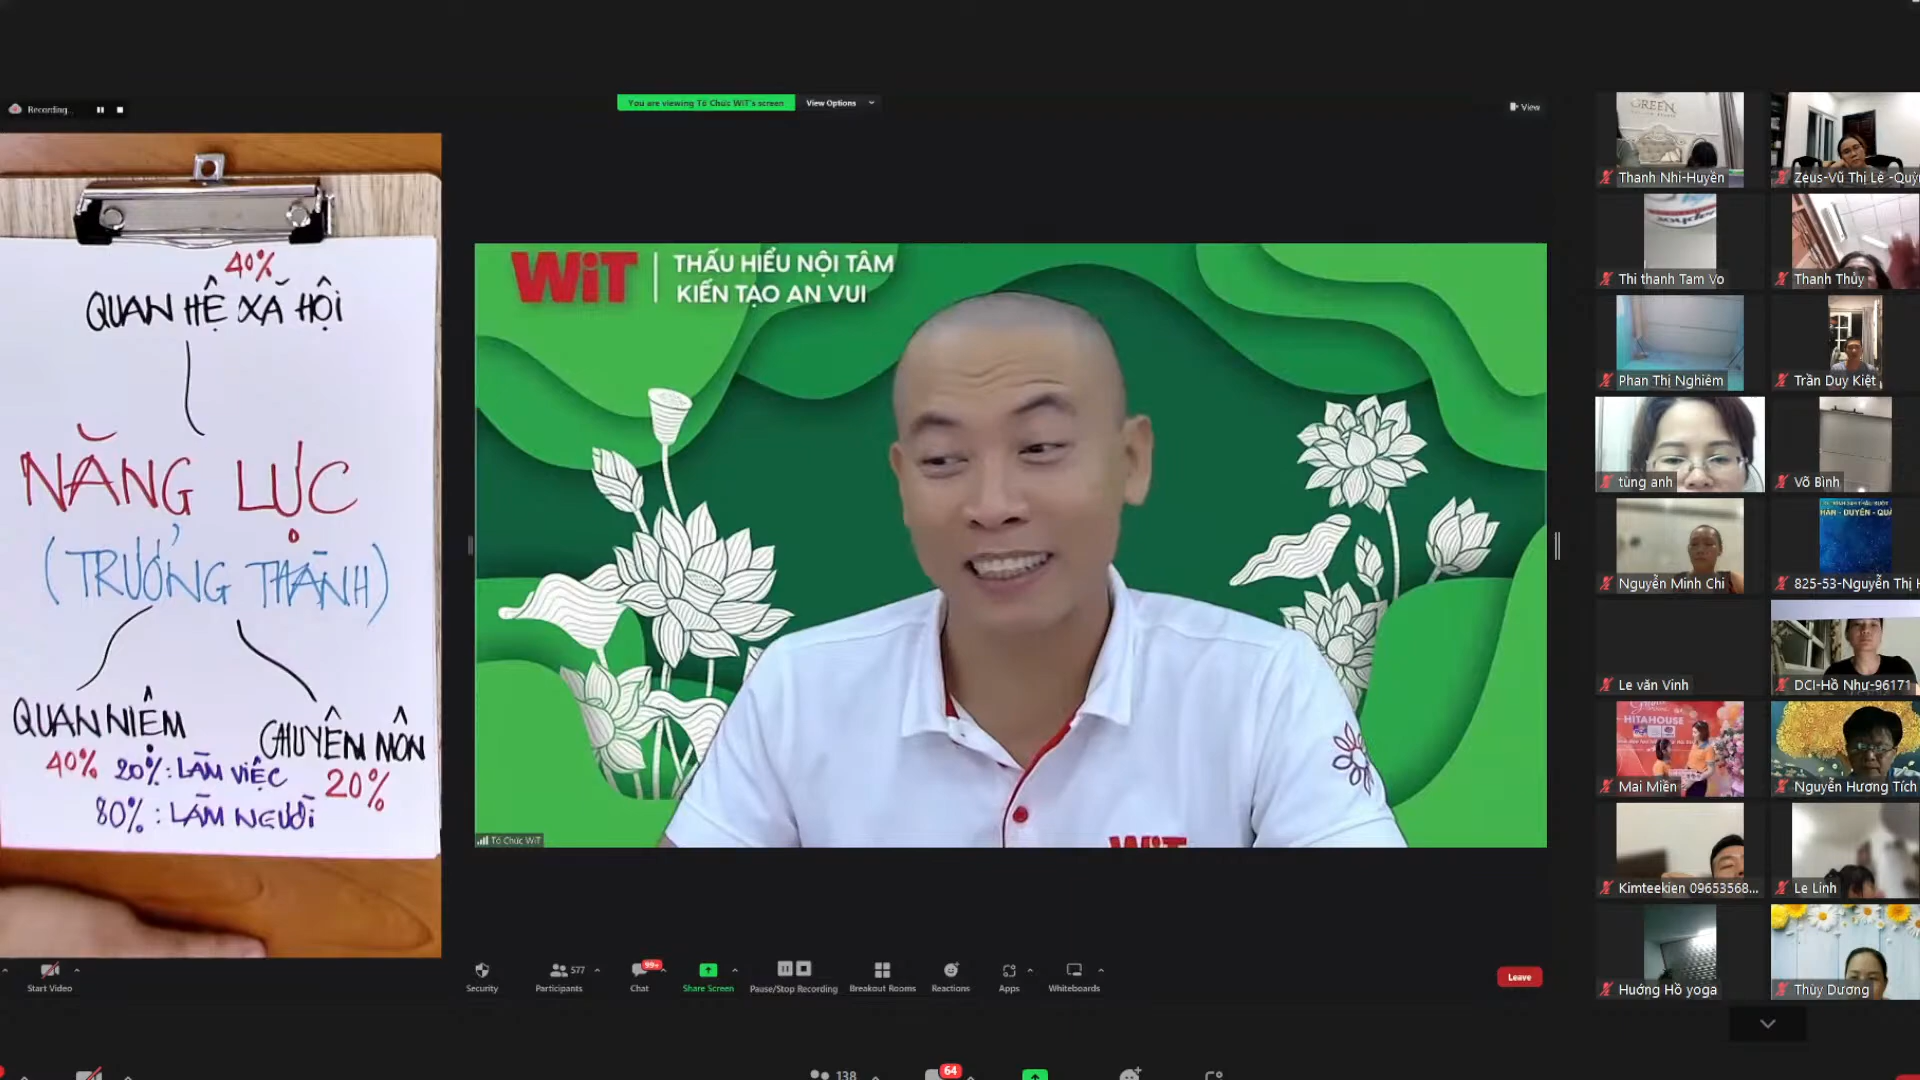 Recording...
You are viewing Tổ Chức WiT's screen
View Options
View
40%
QUAN HỆ XÃ HỘI
NĂNG LỰC
(TRƯỞNG THÀNH)
QUAN NIỆM
40%
20%: LÀM VIỆC
80%: LÀM NGƯỜI
CHUYÊN MÔN
20%
WiT
THẤU HIỂU NỘI TÂM
KIẾN TẠO AN VUI
WiT
Tổ Chức WiT
GREEN
Thanh Nhi-Huyền
Zeus-Vũ Thị Lê -Quỳn
Thi thanh Tam Vo
Thanh Thủy
Phan Thị Nghiêm
Trần Duy Kiệt
tùng anh
Võ Bình
Nguyễn Minh Chi
825-53-Nguyễn Thị H
Le văn Vinh
DCI-Hồ Như-96171
HITAHOUSE
Mai Miền
Nguyễn Hương Tích
Kimteekien 09653568...
Le Linh
Hướng Hồ yoga
Thùy Dương
Start Video
Security
577
Participants
99+
Chat
Share Screen
Pause/Stop Recording
Breakout Rooms
Reactions
Apps
Whiteboards
Leave
138
64